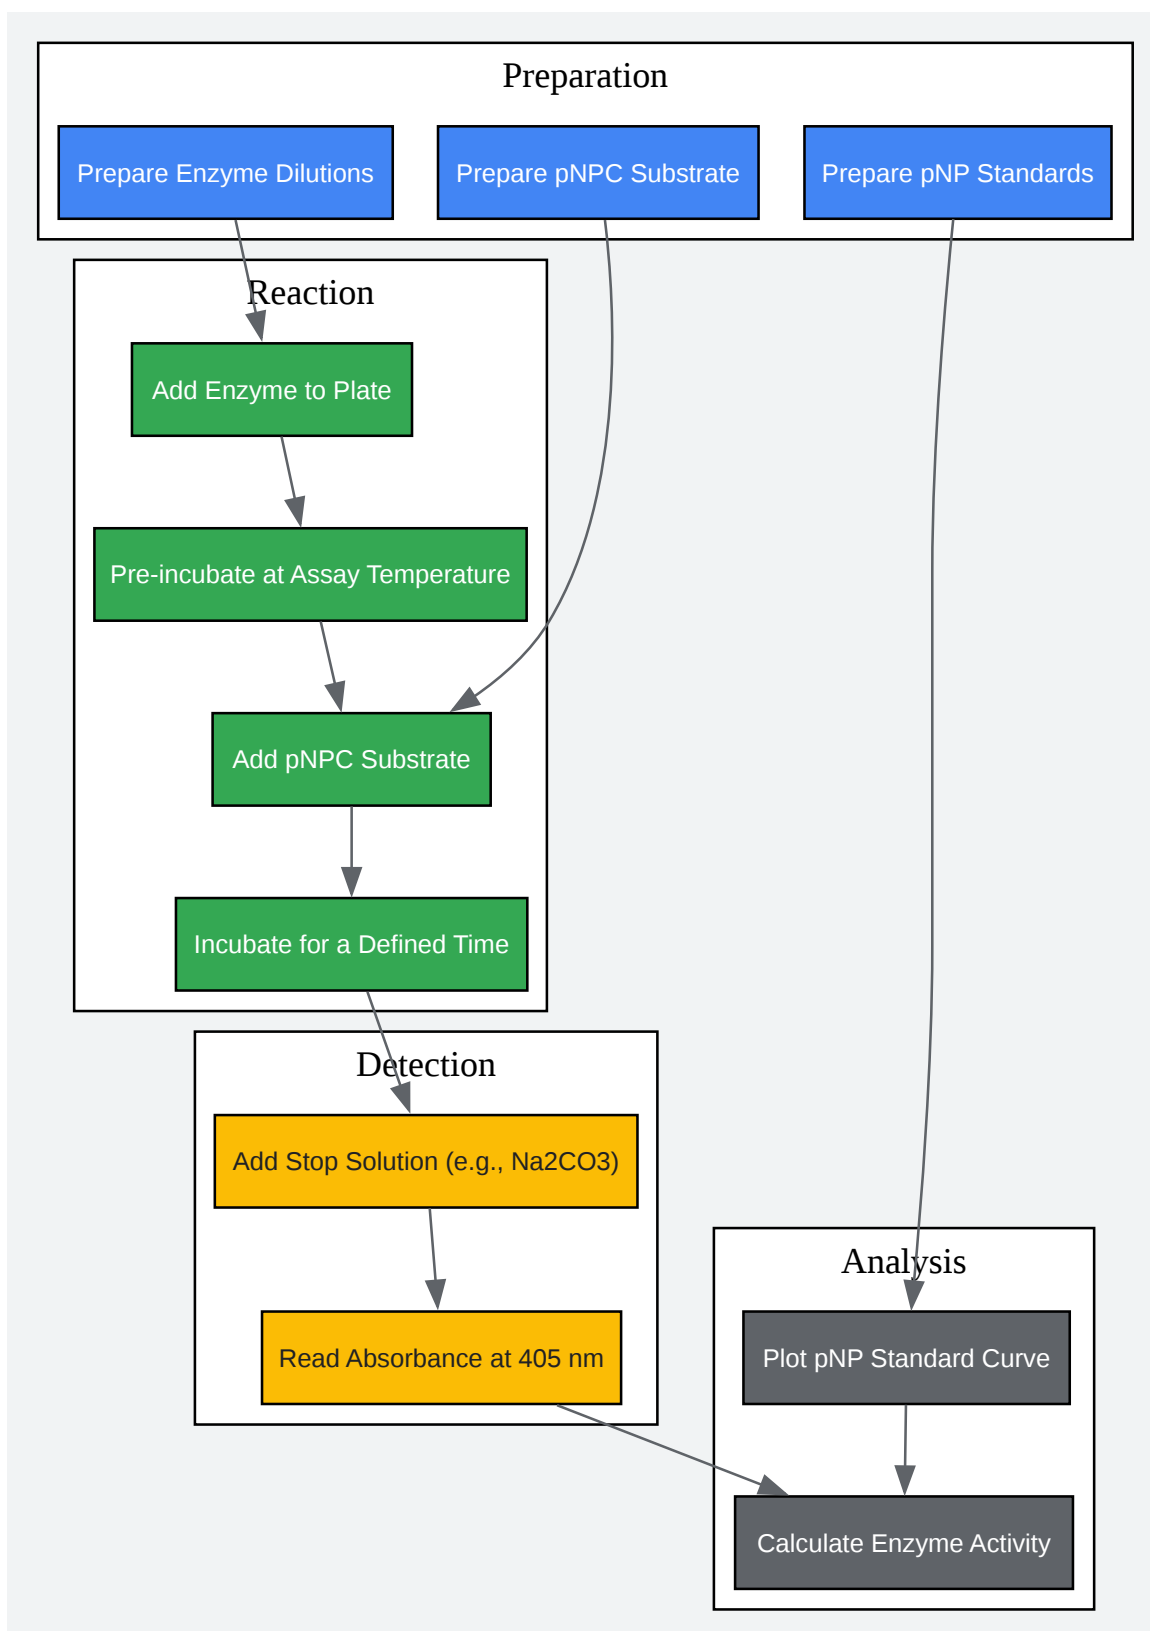 Preparation
Prepare Enzyme Dilutions
Prepare pNPC Substrate
Prepare pNP Standards
Reaction
Add Enzyme to Plate
Pre-incubate at Assay Temperature
Add pNPC Substrate
Incubate for a Defined Time
Detection
Add Stop Solution (e.g., Na2CO3)
Read Absorbance at 405 nm
Analysis
Plot pNP Standard Curve
Calculate Enzyme Activity